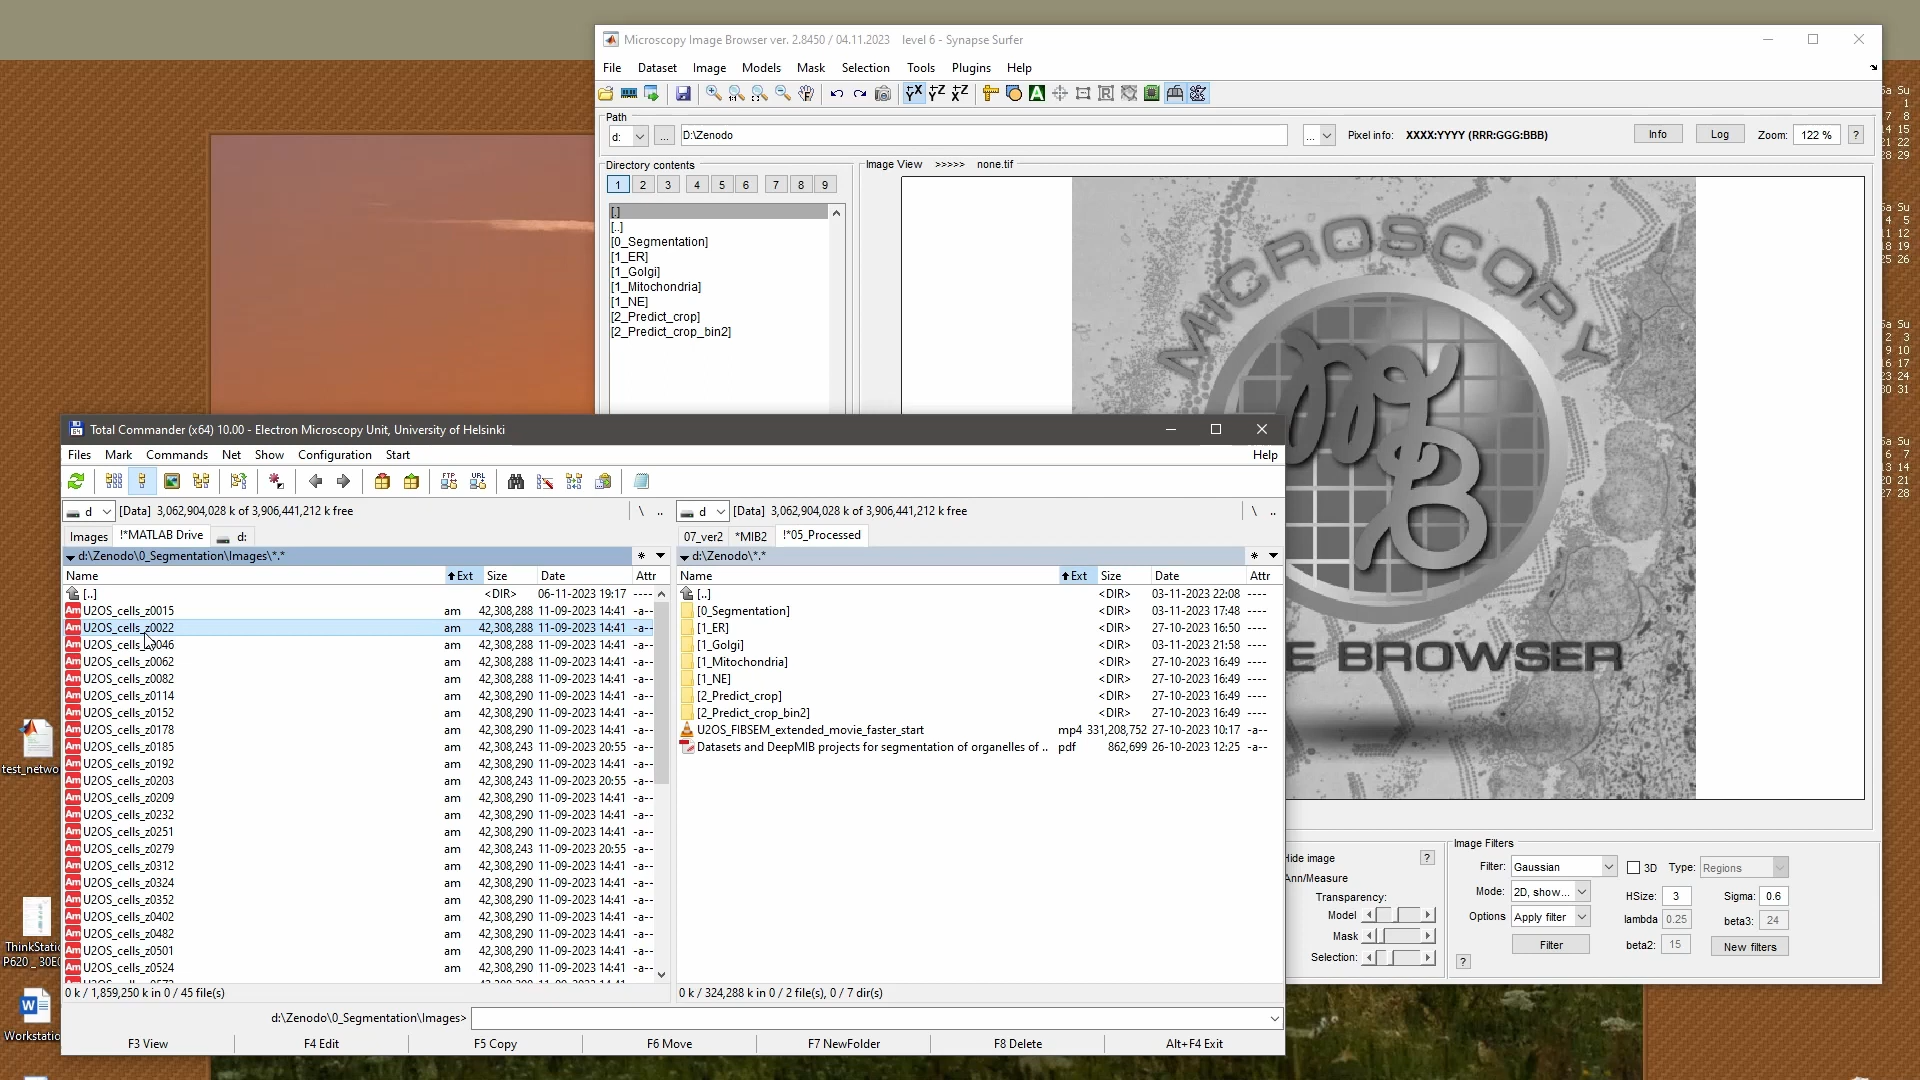 Microscopy Image Browser ver. 2.8450 / 04.11.2023    level 6 - Synapse Surfer
File Dataset Image Models Mask Selection Tools Plugins Help
Path
d: ... D:\Zenodo ... Pixel info: XXXX:YYYY (RRR:GGG:BBB) Info Log Zoom: 122 % ?
Directory contents
1 2 3 4 5 6 7 8 9
Image View >>>>> none.tif
[.]
[..]
[0_Segmentation]
[1_ER]
[1_Golgi]
[1_Mitochondria]
[1_NE]
[2_Predict_crop]
[2_Predict_crop_bin2]
MICROSCOPY
MB
E BROWSER
Total Commander (x64) 10.00 - Electron Microscopy Unit, University of Helsinki
Files Mark Commands Net Show Configuration Start Help
FTP URL
d [Data] 3,062,904,028 k of 3,906,441,212 k free \ ..
Images !*MATLAB Drive d:
d:\Zenodo\0_Segmentation\Images\*.* *
Name Ext Size Date Attr
[..] <DIR> 06-11-2023 19:17 ----
U2OS_cells_z0015 am 42,308,288 11-09-2023 14:41 -a--
U2OS_cells_z0022 am 42,308,288 11-09-2023 14:41 -a--
U2OS_cells_z0046 am 42,308,288 11-09-2023 14:41 -a--
U2OS_cells_z0062 am 42,308,288 11-09-2023 14:41 -a--
U2OS_cells_z0082 am 42,308,288 11-09-2023 14:41 -a--
U2OS_cells_z0114 am 42,308,290 11-09-2023 14:41 -a--
U2OS_cells_z0152 am 42,308,290 11-09-2023 14:41 -a--
U2OS_cells_z0178 am 42,308,290 11-09-2023 14:41 -a--
U2OS_cells_z0185 am 42,308,243 11-09-2023 20:55 -a--
U2OS_cells_z0192 am 42,308,290 11-09-2023 14:41 -a--
U2OS_cells_z0203 am 42,308,243 11-09-2023 20:55 -a--
U2OS_cells_z0209 am 42,308,290 11-09-2023 14:41 -a--
U2OS_cells_z0232 am 42,308,290 11-09-2023 14:41 -a--
U2OS_cells_z0251 am 42,308,290 11-09-2023 14:41 -a--
U2OS_cells_z0279 am 42,308,243 11-09-2023 20:55 -a--
U2OS_cells_z0312 am 42,308,290 11-09-2023 14:41 -a--
U2OS_cells_z0324 am 42,308,290 11-09-2023 14:41 -a--
U2OS_cells_z0352 am 42,308,290 11-09-2023 14:41 -a--
U2OS_cells_z0402 am 42,308,290 11-09-2023 14:41 -a--
U2OS_cells_z0482 am 42,308,290 11-09-2023 14:41 -a--
U2OS_cells_z0501 am 42,308,290 11-09-2023 14:41 -a--
U2OS_cells_z0524 am 42,308,290 11-09-2023 14:41 -a--
0 k / 1,859,250 k in 0 / 45 file(s)
d [Data] 3,062,904,028 k of 3,906,441,212 k free \ ..
07_ver2 *MIB2 !*05_Processed
d:\Zenodo\*.* *
Name Ext Size Date Attr
[..] <DIR> 03-11-2023 22:08 ----
[0_Segmentation] <DIR> 03-11-2023 17:48 ----
[1_ER] <DIR> 27-10-2023 16:50 ----
[1_Golgi] <DIR> 03-11-2023 21:58 ----
[1_Mitochondria] <DIR> 27-10-2023 16:49 ----
[1_NE] <DIR> 27-10-2023 16:49 ----
[2_Predict_crop] <DIR> 27-10-2023 16:49 ----
[2_Predict_crop_bin2] <DIR> 27-10-2023 16:49 ----
U2OS_FIBSEM_extended_movie_faster_start mp4 331,208,752 27-10-2023 10:17 -a--
Datasets and DeepMIB projects for segmentation of organelles of .. pdf 862,699 26-10-2023 12:25 -a--
0 k / 324,288 k in 0 / 2 file(s), 0 / 7 dir(s)
d:\Zenodo\0_Segmentation\Images>
F3 View F4 Edit F5 Copy F6 Move F7 NewFolder F8 Delete Alt+F4 Exit
Hide image ?
Ann/Measure
Transparency:
Model
Mask
Selection:
Image Filters
Filter: Gaussian 3D Type: Regions
Mode: 2D, show... HSize: 3 Sigma: 0.6
Options Apply filter lambda 0.25 beta3: 24
Filter beta2: 15 New filters
?
test_netwo
ThinkStatio
P620_30E0
Workstatio